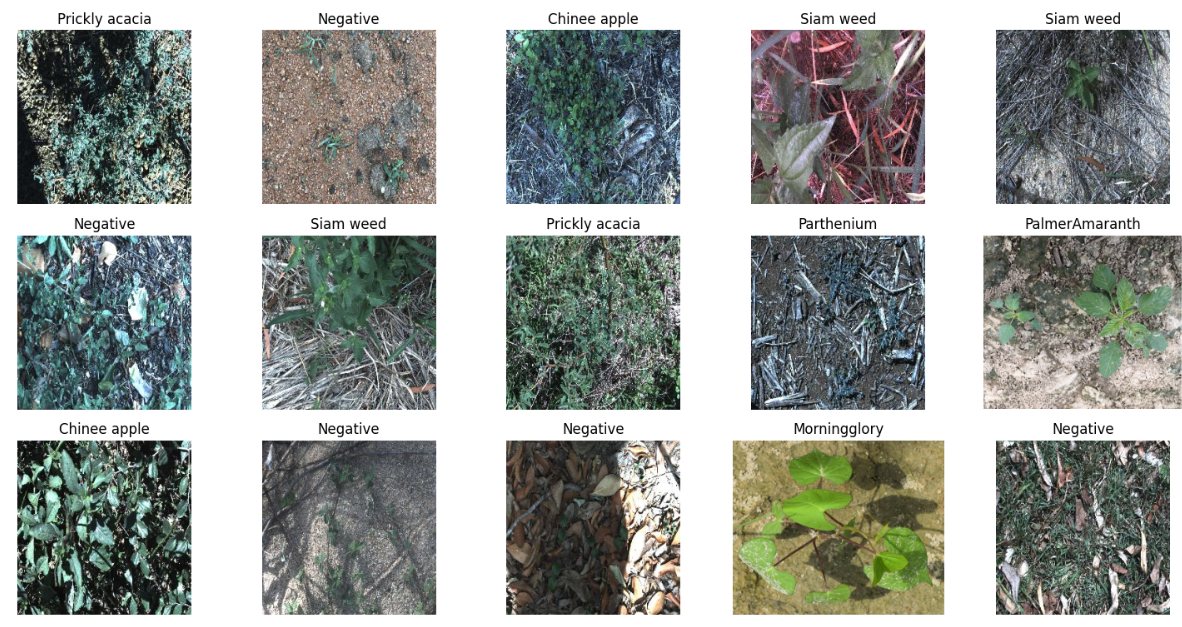 Prickly acacia
Negative
Chinee apple
Siam weed
Siam weed
Negative
Siam weed
Prickly acacia
Parthenium
PalmerAmaranth
Chinee apple
Negative
Negative
Morningglory
Negative